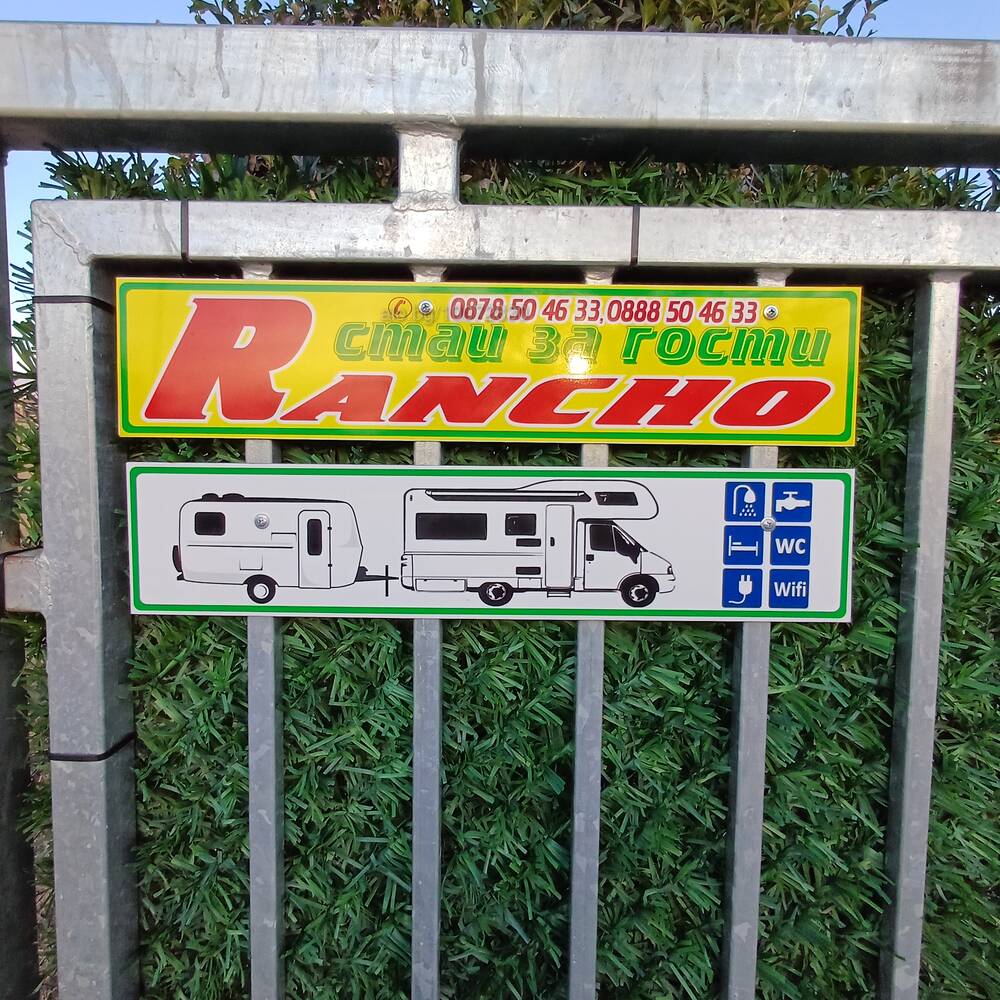 0878 50 46 33, 0888 50 46 33
стаи за гости
RANCHO
WC
Wifi